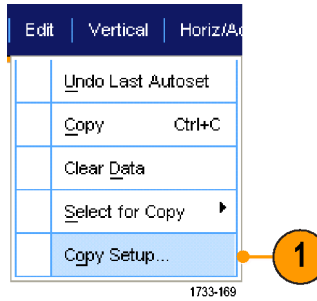 Edit | Vertical | Horiz/Ac
Undo Last Autoset
Copy Ctrl+C
Clear Data
Select for Copy
Copy Setup...
1
1733-169